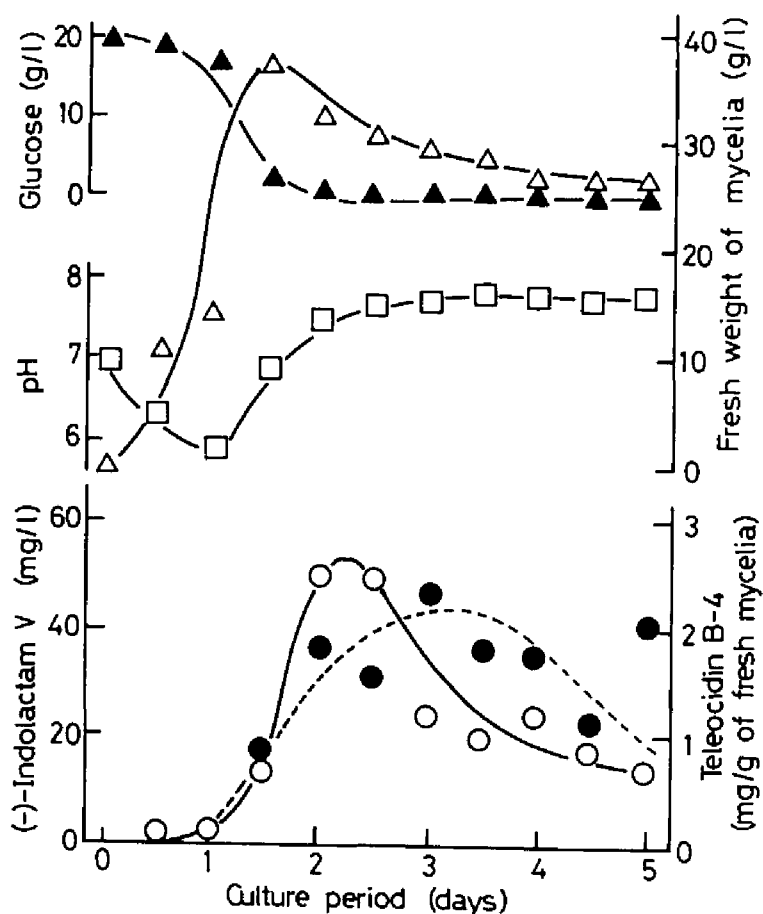 Glucose (g/l)
20
10
0
pH
8
7
6
Fresh weight of mycelia (g/l)
40
30
20
10
0
(-)-Indolactam V (mg/l)
60
40
20
0
Teleocidin B-4
(mg/g of fresh mycelia)
3
2
1
0
0 1 2 3 4 5
Culture period (days)